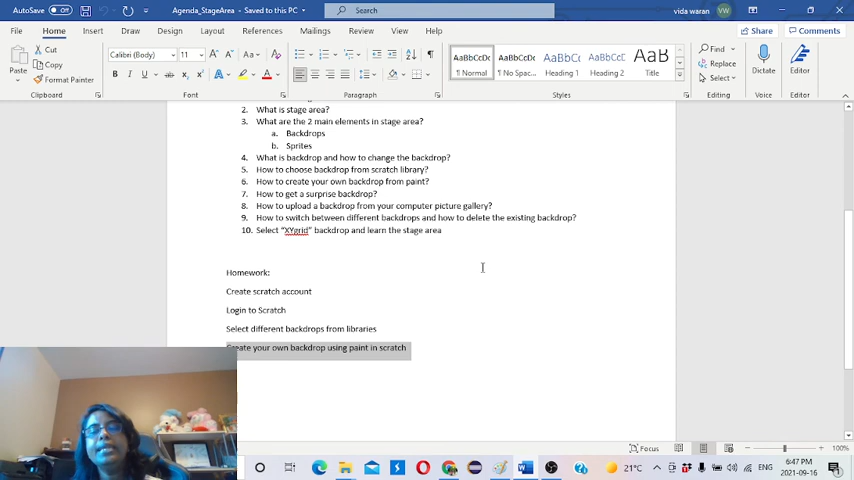 AutoSave Off Agenda_StageArea - Saved to this PC Search vida waran VW
File Home Insert Draw Design Layout References Mailings Review View Help Share Comments
Paste Cut Copy Format Painter
Calibri (Body) 11 Aa
B I U ab x₂ x² A A
AaBbCcDc AaBbCcDc AaBbCc AaBbCcC AaB
¶ Normal ¶ No Spac... Heading 1 Heading 2 Title
Find Replace Select Dictate Editor
Clipboard Font Paragraph Styles Editing Voice Editor
2. What is stage area?
3. What are the 2 main elements in stage area?
a. Backdrops
b. Sprites
4. What is backdrop and how to change the backdrop?
5. How to choose backdrop from scratch library?
6. How to create your own backdrop from paint?
7. How to get a surprise backdrop?
8. How to upload a backdrop from your computer picture gallery?
9. How to switch between different backdrops and how to delete the existing backdrop?
10. Select “XYgrid” backdrop and learn the stage area
Homework:
Create scratch account
Login to Scratch
Select different backdrops from libraries
Create your own backdrop using paint in scratch
Focus 100%
21°C ENG 6:47 PM
2021-09-16